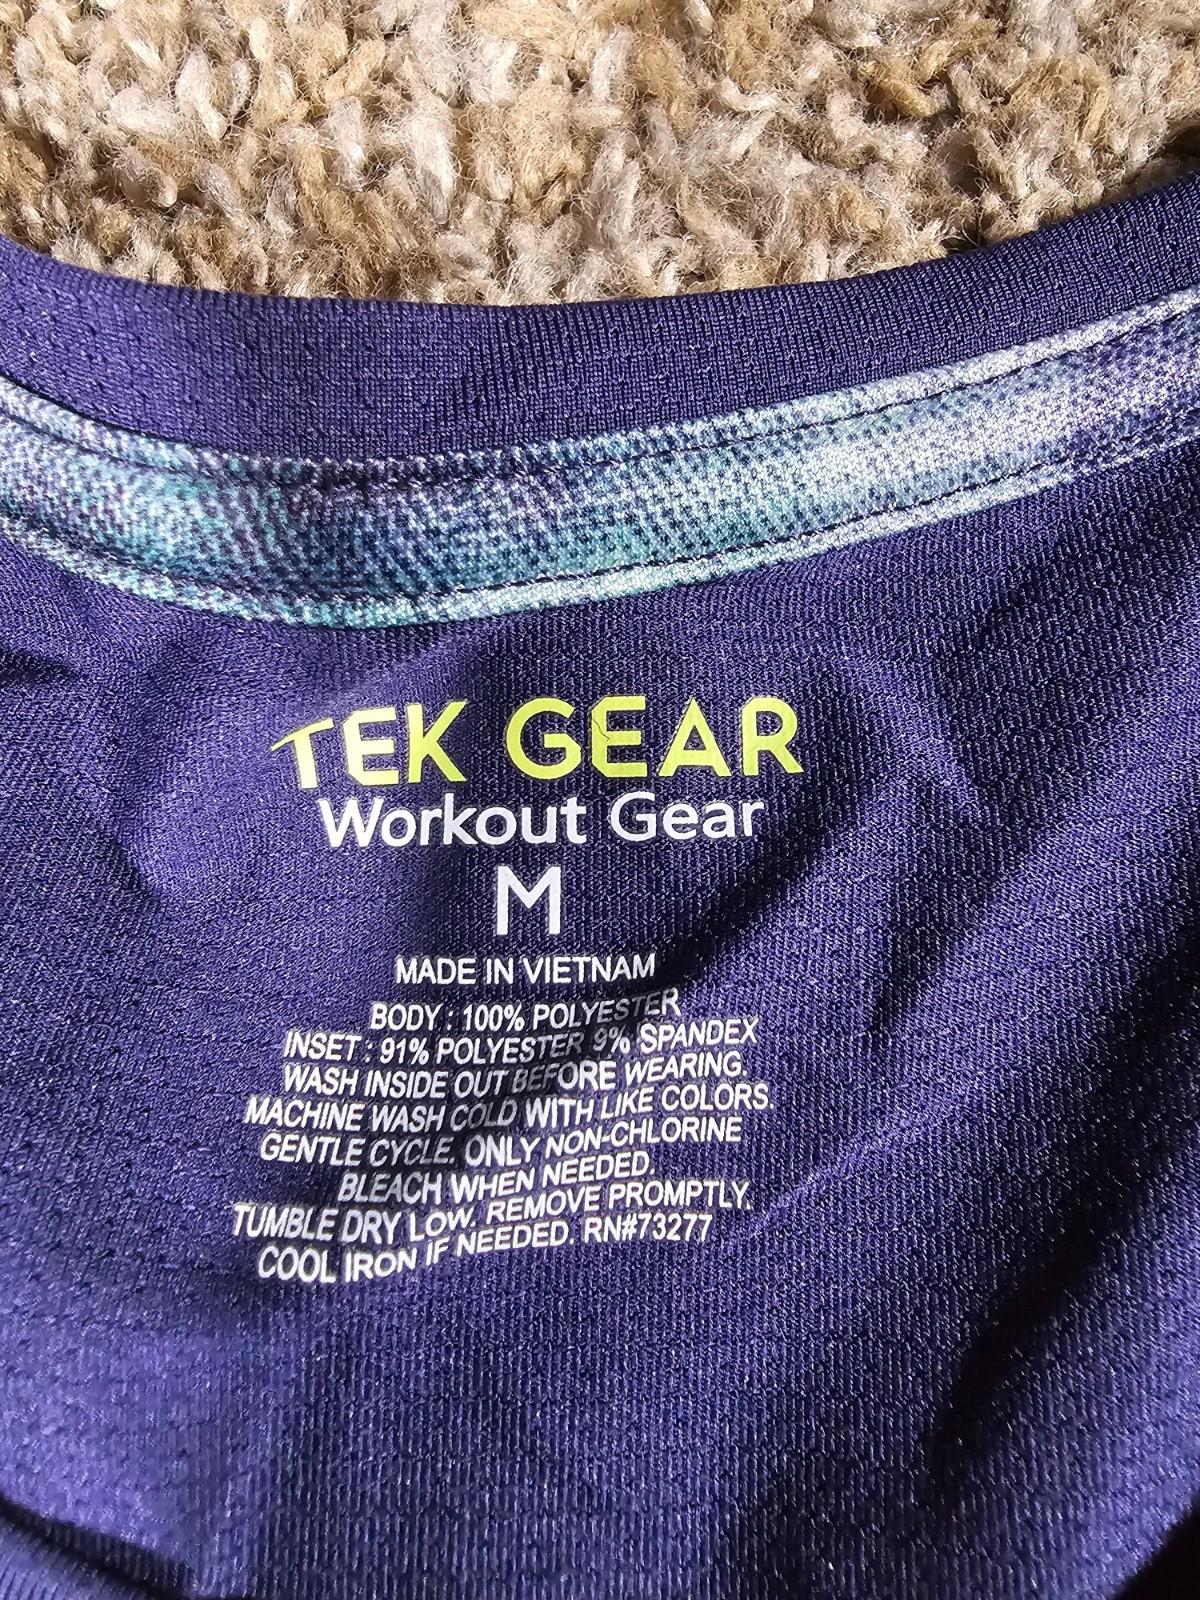 TEK GEAR
Workout Gear
M
MADE IN VIETNAM
BODY : 100% POLYESTER
INSET : 91% POLYESTER 9% SPANDEX
WASH INSIDE OUT BEFORE WEARING.
MACHINE WASH COLD WITH LIKE COLORS.
GENTLE CYCLE. ONLY NON-CHLORINE
BLEACH WHEN NEEDED.
TUMBLE DRY LOW. REMOVE PROMPTLY.
COOL IRON IF NEEDED. RN#73277